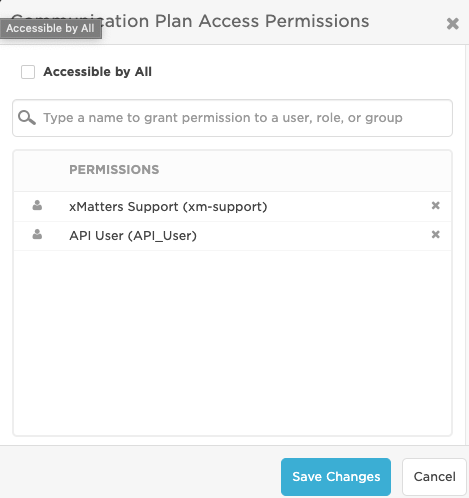 Communication Plan Access Permissions
Accessible by All
Accessible by All
Type a name to grant permission to a user, role, or group
PERMISSIONS
xMatters Support (xm-support)
API User (API_User)
Save Changes
Cancel